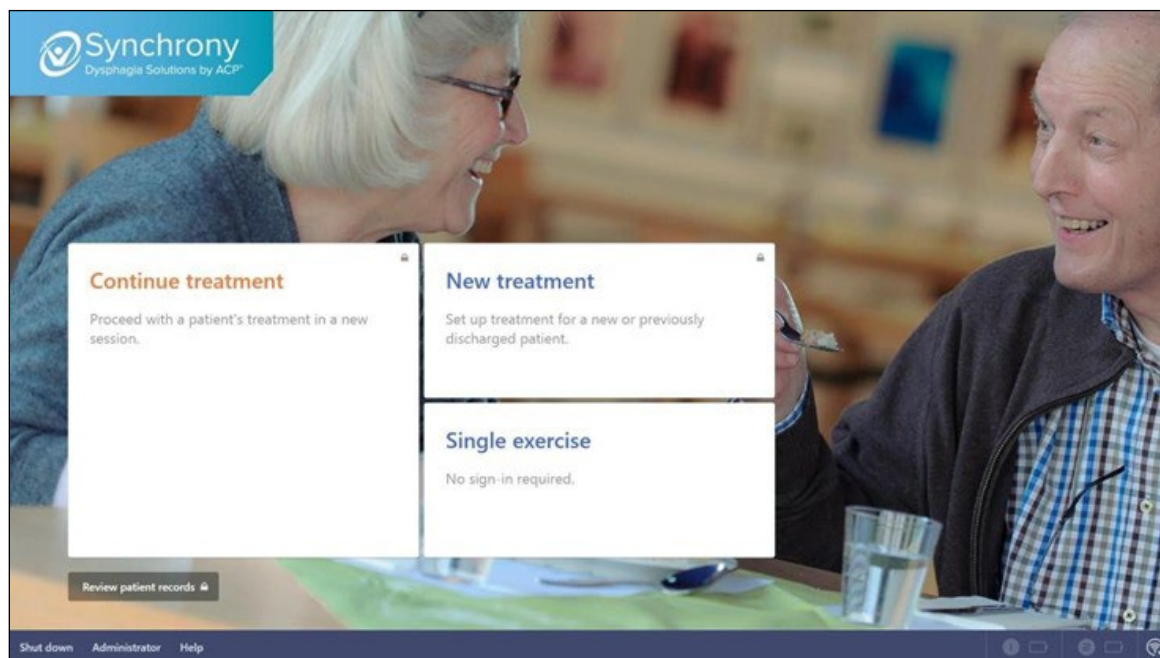 Synchrony
Dysphagia Solutions by ACP®
Continue treatment
Proceed with a patient's treatment in a new
session.
New treatment
Set up treatment for a new or previously
discharged patient.
Single exercise
No sign-in required.
Review patient records
Shut down Administrator Help
1 2